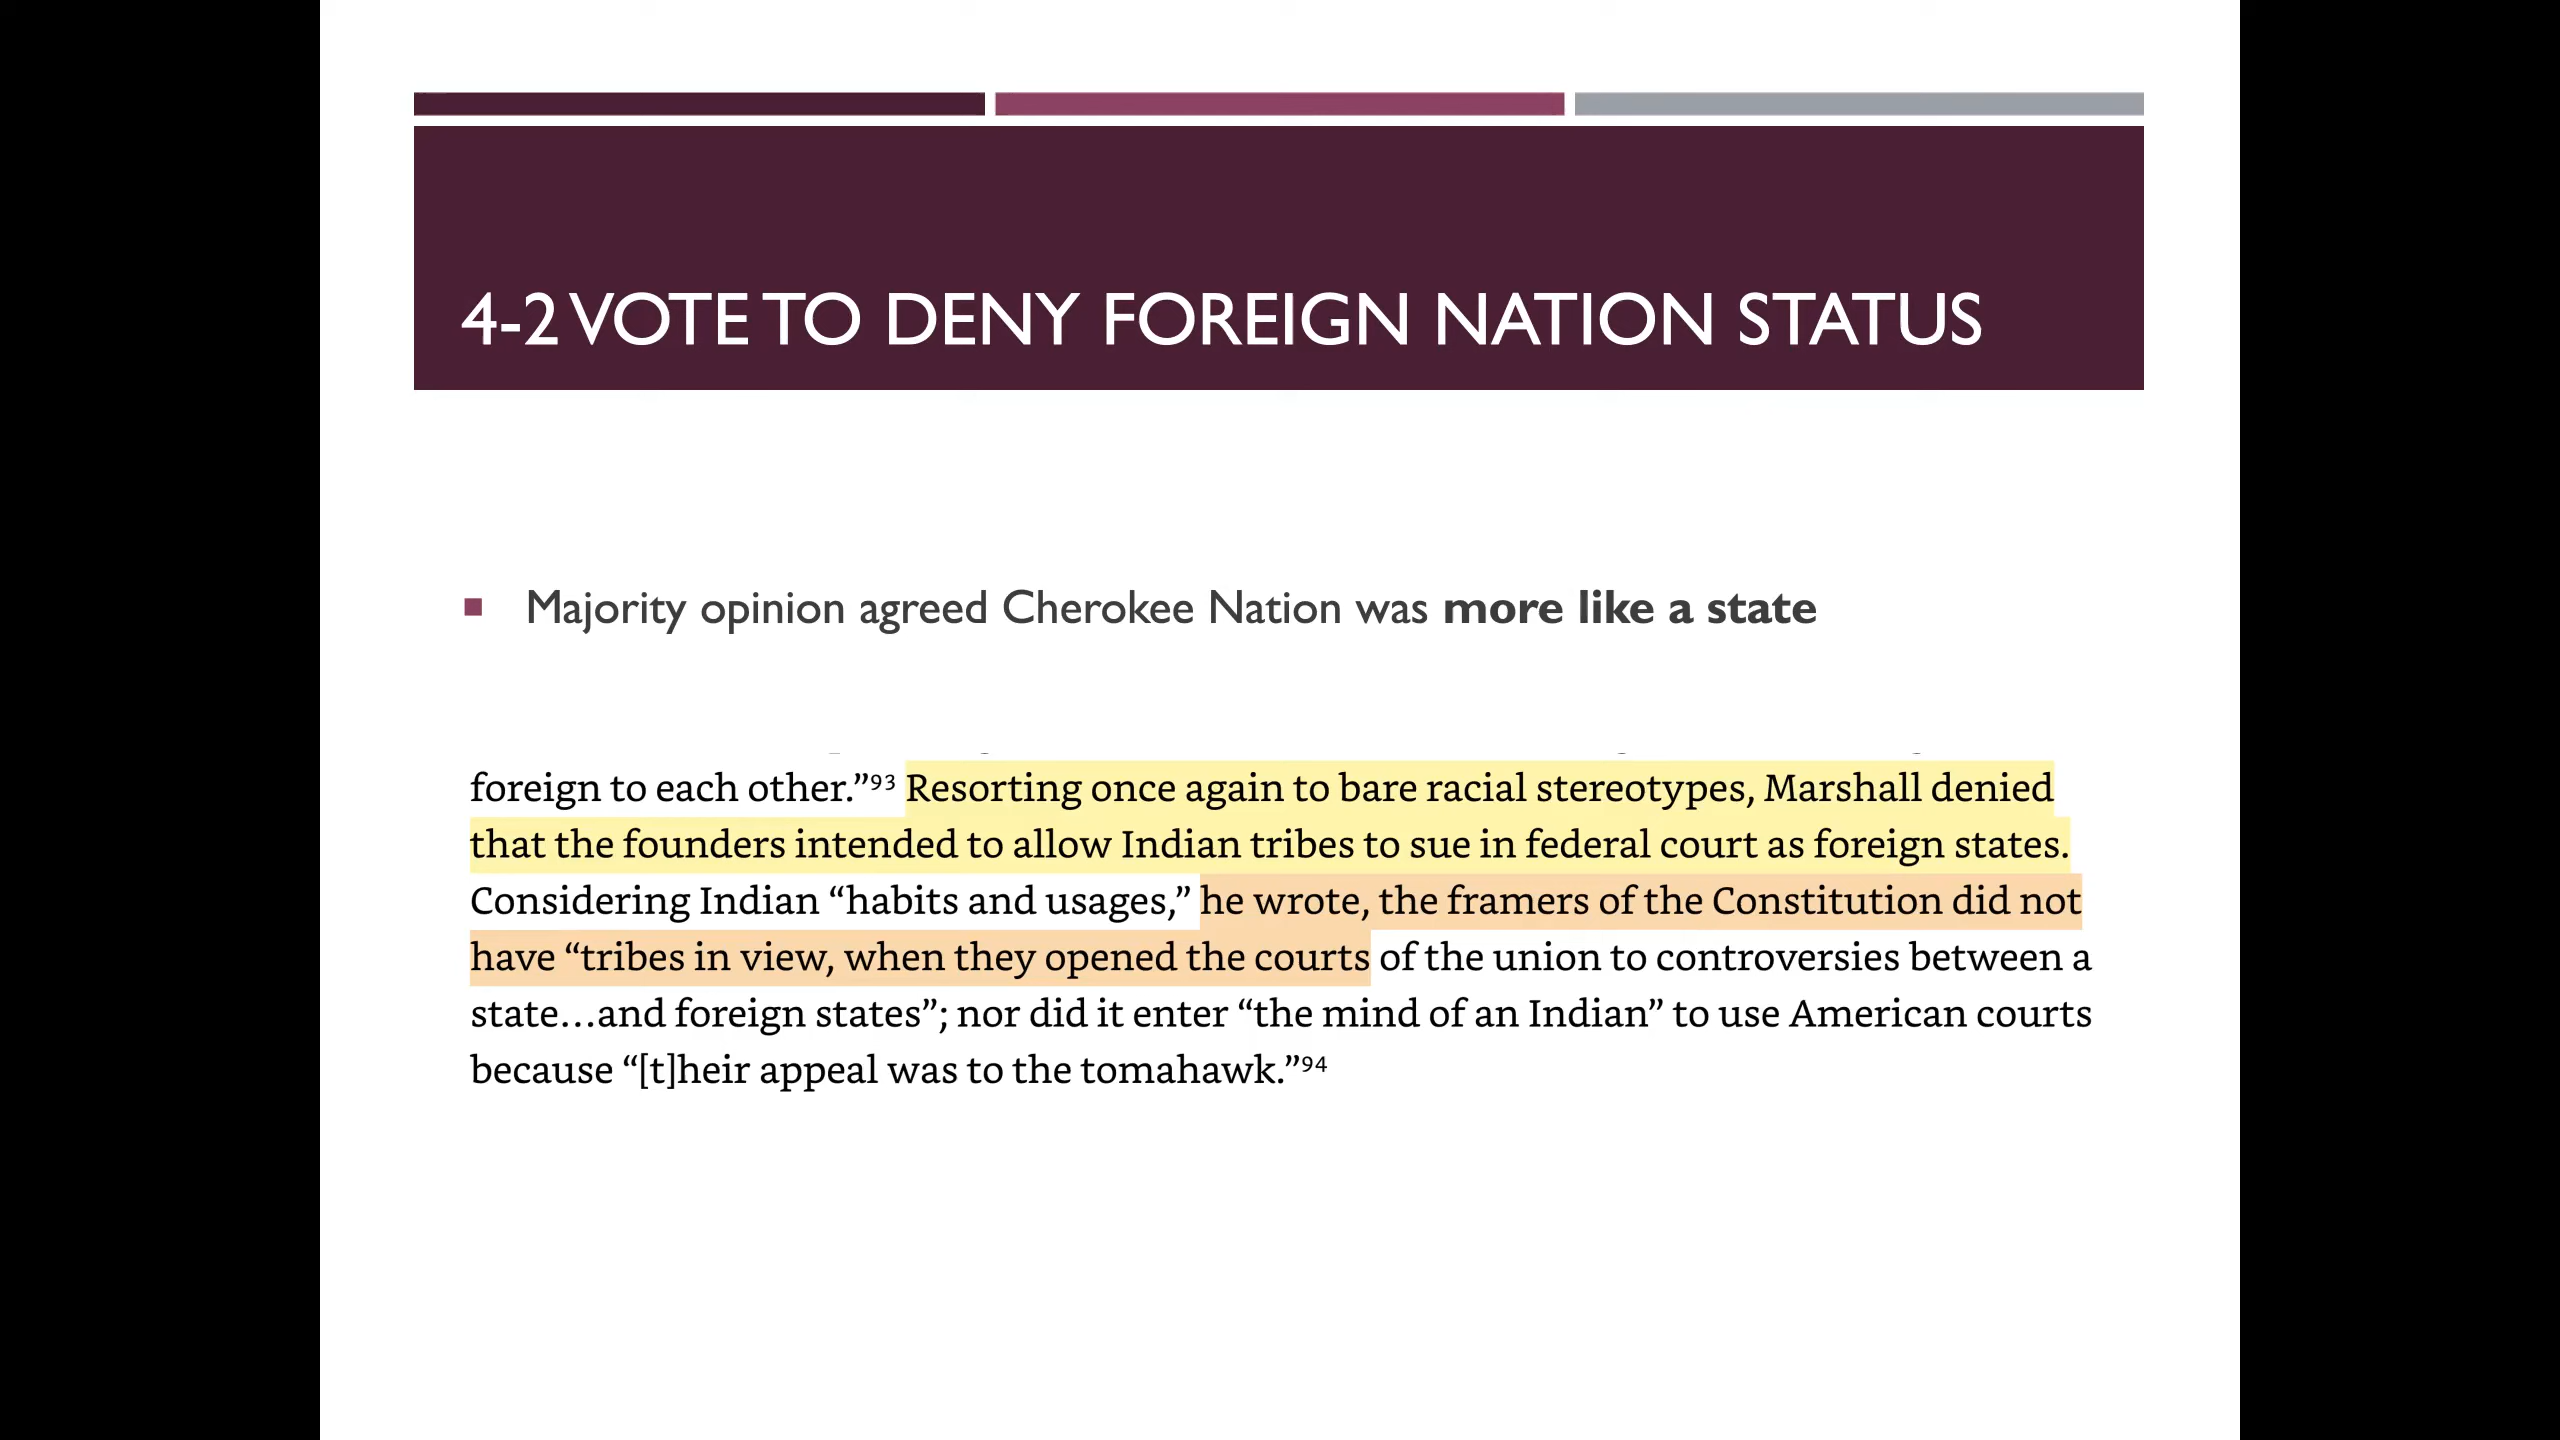 4-2 VOTE TO DENY FOREIGN NATION STATUS
■ Majority opinion agreed Cherokee Nation was more like a state
foreign to each other.”⁹³ Resorting once again to bare racial stereotypes, Marshall denied
that the founders intended to allow Indian tribes to sue in federal court as foreign states.
Considering Indian “habits and usages,” he wrote, the framers of the Constitution did not
have “tribes in view, when they opened the courts of the union to controversies between a
state…and foreign states”; nor did it enter “the mind of an Indian” to use American courts
because “[t]heir appeal was to the tomahawk.”⁹⁴